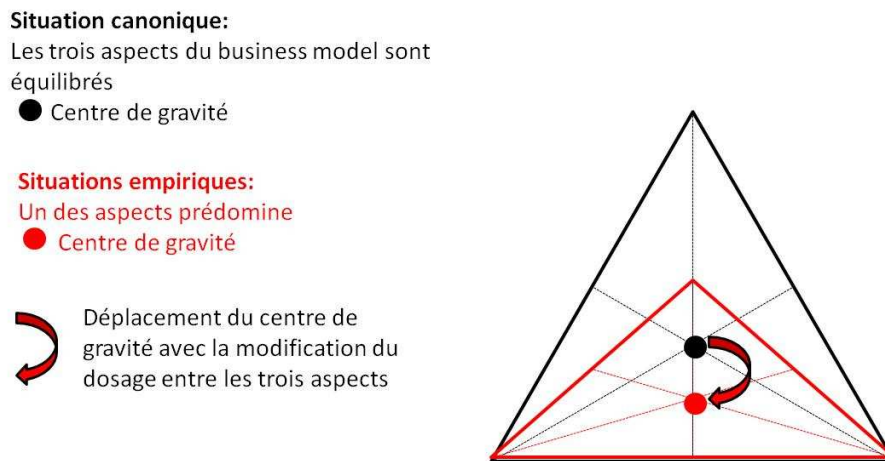 Situation canonique:
Les trois aspects du business model sont
équilibrés
Centre de gravité
Situations empiriques:
Un des aspects prédomine
Centre de gravité
Déplacement du centre de
gravité avec la modification du
dosage entre les trois aspects